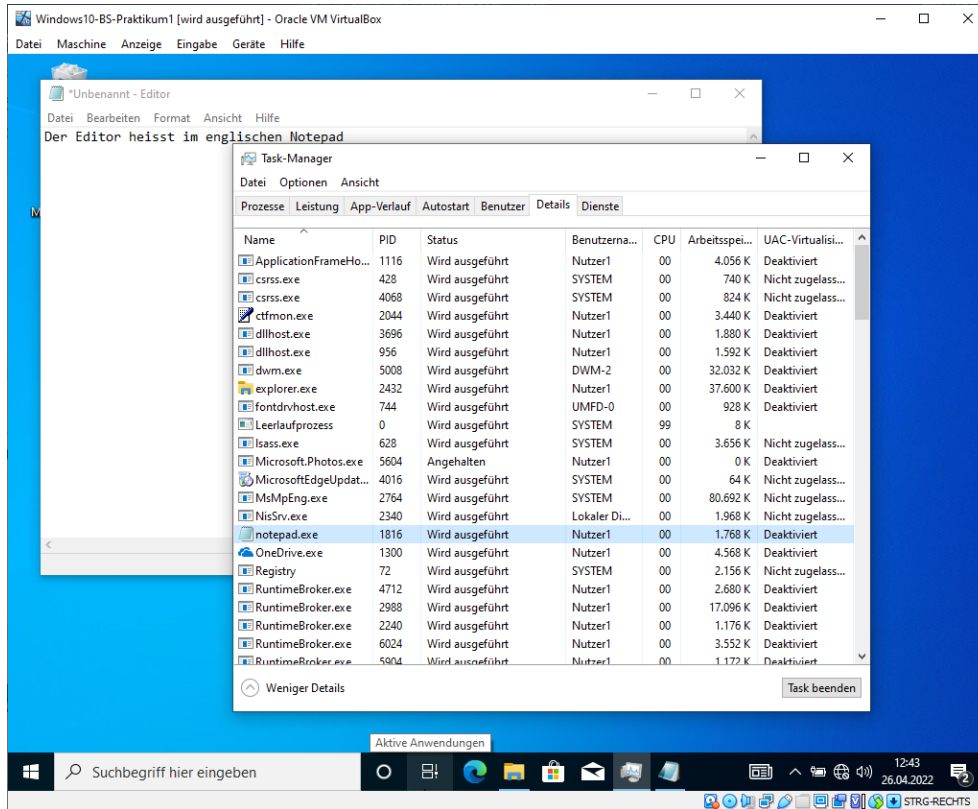 Windows10-BS-Praktikum1 [wird ausgeführt] - Oracle VM VirtualBox
Datei Maschine Anzeige Eingabe Geräte Hilfe
*Unbenannt - Editor
Datei Bearbeiten Format Ansicht Hilfe
Der Editor heisst im englischen Notepad
M
Task-Manager
Datei Optionen Ansicht
Prozesse Leistung App-Verlauf Autostart Benutzer Details Dienste
Name PID Status Benutzerna... CPU Arbeitsspei... UAC-Virtualisi...
ApplicationFrameHo... 1116 Wird ausgeführt Nutzer1 00 4.056 K Deaktiviert
csrss.exe 428 Wird ausgeführt SYSTEM 00 740 K Nicht zugelass...
csrss.exe 4068 Wird ausgeführt SYSTEM 00 824 K Nicht zugelass...
ctfmon.exe 2044 Wird ausgeführt Nutzer1 00 3.440 K Deaktiviert
dllhost.exe 3696 Wird ausgeführt Nutzer1 00 1.880 K Deaktiviert
dllhost.exe 956 Wird ausgeführt Nutzer1 00 1.592 K Deaktiviert
dwm.exe 5008 Wird ausgeführt DWM-2 00 32.032 K Deaktiviert
explorer.exe 2432 Wird ausgeführt Nutzer1 00 37.600 K Deaktiviert
fontdrvhost.exe 744 Wird ausgeführt UMFD-0 00 928 K Deaktiviert
Leerlaufprozess 0 Wird ausgeführt SYSTEM 99 8 K
lsass.exe 628 Wird ausgeführt SYSTEM 00 3.656 K Nicht zugelass...
Microsoft.Photos.exe 5604 Angehalten Nutzer1 00 0 K Deaktiviert
MicrosoftEdgeUpdat... 4016 Wird ausgeführt SYSTEM 00 64 K Nicht zugelass...
MsMpEng.exe 2764 Wird ausgeführt SYSTEM 00 80.692 K Nicht zugelass...
NisSrv.exe 2340 Wird ausgeführt Lokaler Di... 00 1.968 K Nicht zugelass...
notepad.exe 1816 Wird ausgeführt Nutzer1 00 1.768 K Deaktiviert
OneDrive.exe 1300 Wird ausgeführt Nutzer1 00 4.568 K Deaktiviert
Registry 72 Wird ausgeführt SYSTEM 00 2.156 K Nicht zugelass...
RuntimeBroker.exe 4712 Wird ausgeführt Nutzer1 00 2.680 K Deaktiviert
RuntimeBroker.exe 2988 Wird ausgeführt Nutzer1 00 17.096 K Deaktiviert
RuntimeBroker.exe 2240 Wird ausgeführt Nutzer1 00 1.176 K Deaktiviert
RuntimeBroker.exe 6024 Wird ausgeführt Nutzer1 00 3.552 K Deaktiviert
RuntimeBroker.exe 5904 Wird ausgeführt Nutzer1 00 1.172 K Deaktiviert
Weniger Details Task beenden
Aktive Anwendungen
Suchbegriff hier eingeben
12:43
26.04.2022
2
STRG-RECHTS